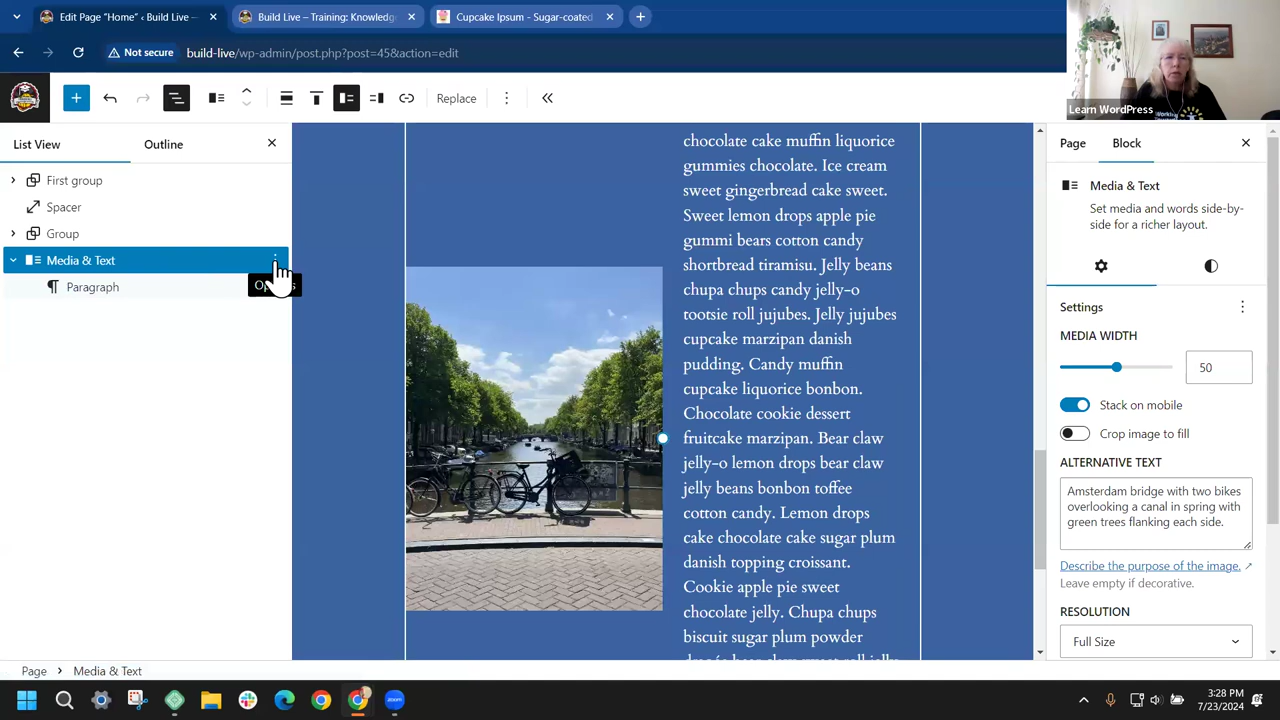 Edit Page “Home” ‹ Build Live –
Build Live – Training: Knowledg
Cupcake Ipsum - Sugar-coated
Not secure
build-live/wp-admin/post.php?post=45&action=edit
Learn WordPress
Replace
List View
Outline
First group
Spacer
Group
Media & Text
Paragraph
chocolate cake muffin liquorice
gummies chocolate. Ice cream
sweet gingerbread cake sweet.
Sweet lemon drops apple pie
gummi bears cotton candy
shortbread tiramisu. Jelly beans
chupa chups candy jelly-o
tootsie roll jujubes. Jelly jujubes
cupcake marzipan danish
pudding. Candy muffin
cupcake liquorice bonbon.
Chocolate cookie dessert
fruitcake marzipan. Bear claw
jelly-o lemon drops bear claw
jelly beans bonbon toffee
cotton candy. Lemon drops
cake chocolate cake sugar plum
danish topping croissant.
Cookie apple pie sweet
chocolate jelly. Chupa chups
biscuit sugar plum powder
Page
Block
Media & Text
Set media and words side-by-
side for a richer layout.
Settings
MEDIA WIDTH
50
Stack on mobile
Crop image to fill
ALTERNATIVE TEXT
Amsterdam bridge with two bikes
overlooking a canal in spring with
green trees flanking each side.
Describe the purpose of the image. ↗
Leave empty if decorative.
RESOLUTION
Full Size
Page > Media & Text
3:28 PM
7/23/2024